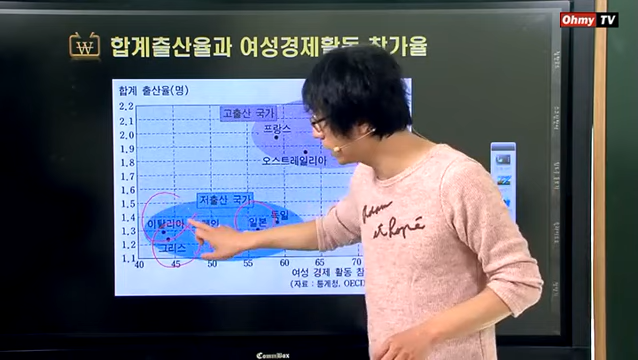 Ohmy TV
W 합계출산율과 여성경제활동 참가율
합계 출산율(명)
고출산 국가
프랑스
오스트레일리아
저출산 국가
이탈리아
일본
독일
그리스
2.2
2.1
2.0
1.9
1.8
1.7
1.6
1.5
1.4
1.3
1.2
1.1
40 45 50 55 60 65 70
여성 경제 활동 참
(자료 : 통계청, OECD
CommBox